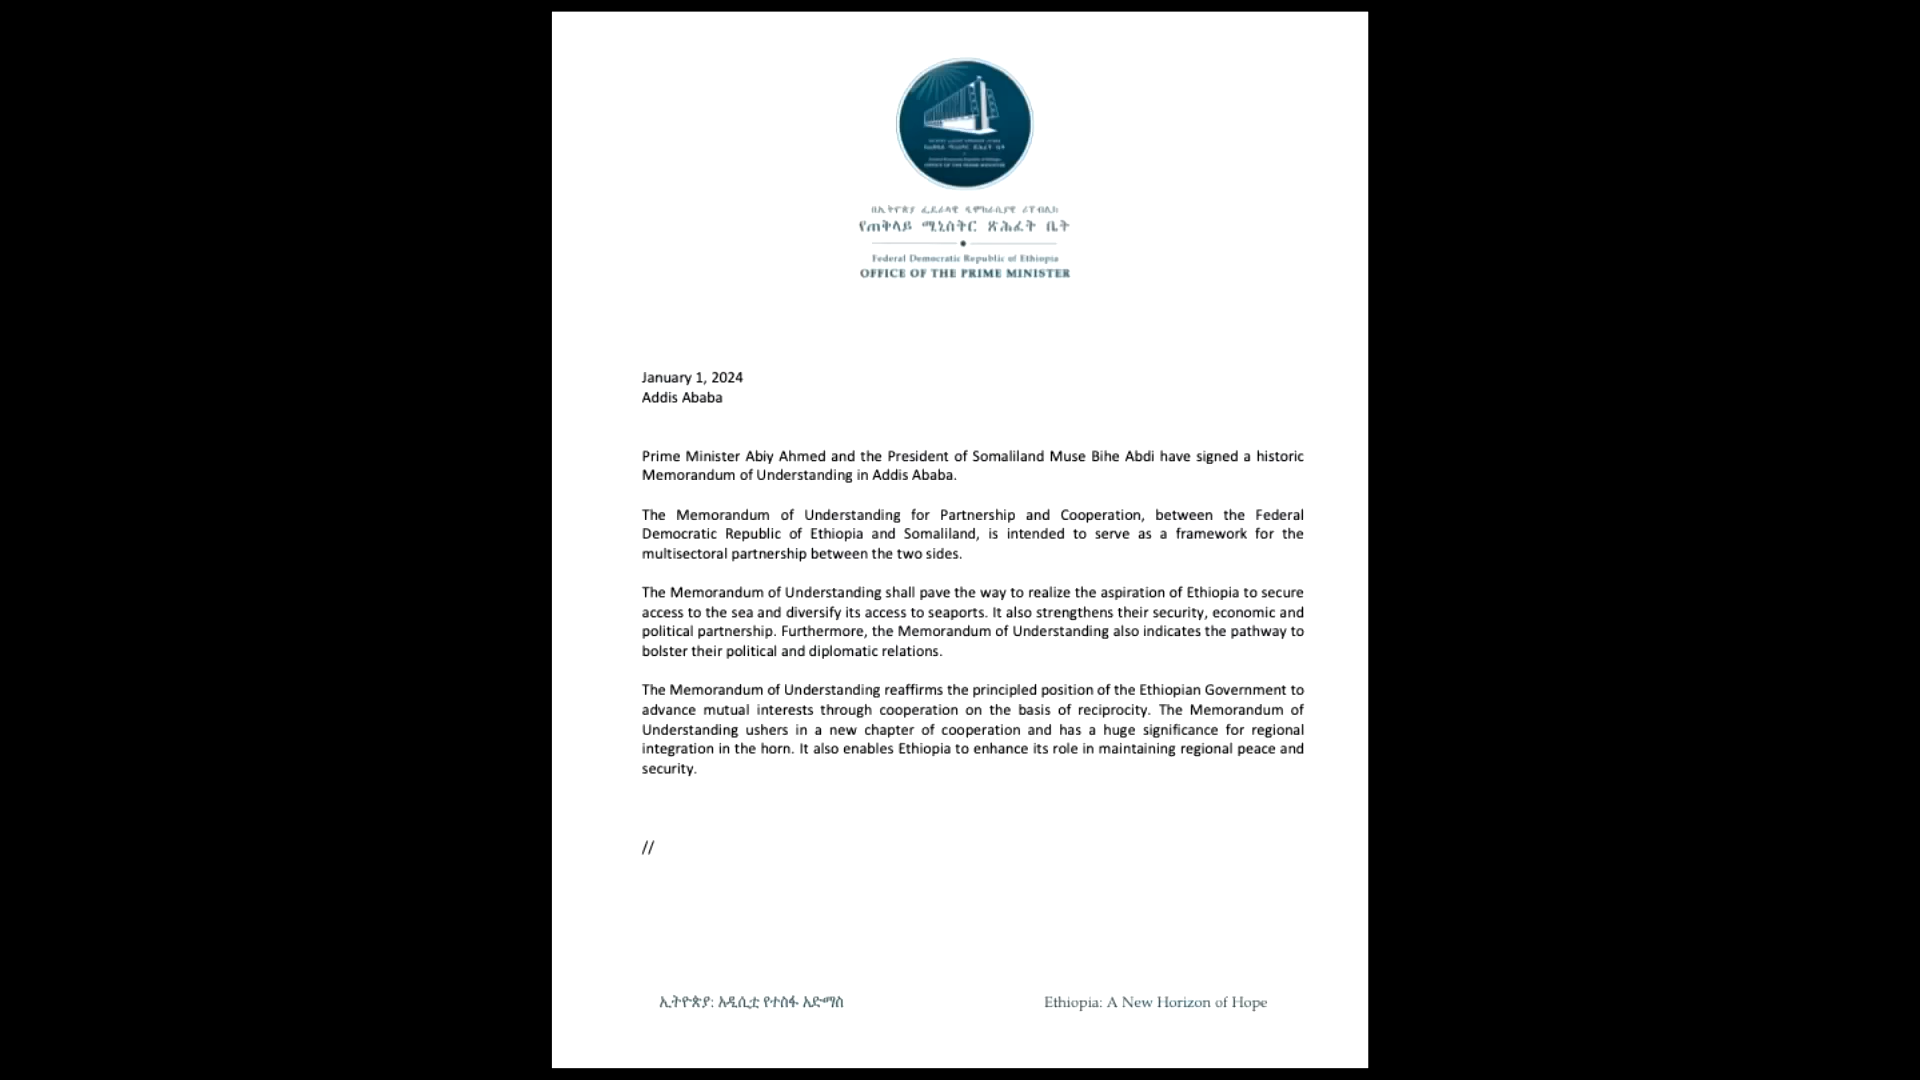 በኢትዮጵያ ፌደራላዊ ዲሞክራሲያዊ ሪፐብሊክ
የጠቅላይ ሚኒስትር ጽሕፈት ቤት
Federal Democratic Republic of Ethiopia
OFFICE OF THE PRIME MINISTER
January 1, 2024
Addis Ababa
Prime Minister Abiy Ahmed and the President of Somaliland Muse Bihe Abdi have signed a historic
Memorandum of Understanding in Addis Ababa.
The Memorandum of Understanding for Partnership and Cooperation, between the Federal
Democratic Republic of Ethiopia and Somaliland, is intended to serve as a framework for the
multisectoral partnership between the two sides.
The Memorandum of Understanding shall pave the way to realize the aspiration of Ethiopia to secure
access to the sea and diversify its access to seaports. It also strengthens their security, economic and
political partnership. Furthermore, the Memorandum of Understanding also indicates the pathway to
bolster their political and diplomatic relations.
The Memorandum of Understanding reaffirms the principled position of the Ethiopian Government to
advance mutual interests through cooperation on the basis of reciprocity. The Memorandum of
Understanding ushers in a new chapter of cooperation and has a huge significance for regional
integration in the horn. It also enables Ethiopia to enhance its role in maintaining regional peace and
security.
//
ኢትዮጵያ: አዲሲቷ የተስፋ አድማስ
Ethiopia: A New Horizon of Hope